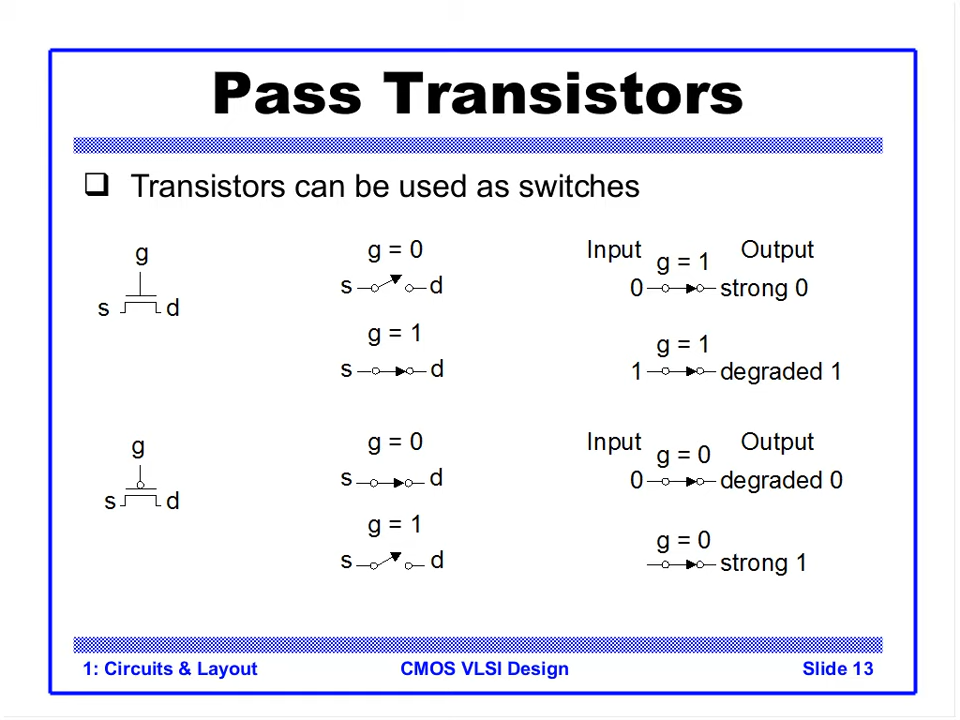 Pass Transistors
❑ Transistors can be used as switches
g
s d
g = 0
s d
g = 1
s d
Input Output
g = 1
0 strong 0
g = 1
1 degraded 1
g
s d
g = 0
s d
g = 1
s d
Input Output
g = 0
0 degraded 0
g = 0
strong 1
1: Circuits & Layout CMOS VLSI Design Slide 13